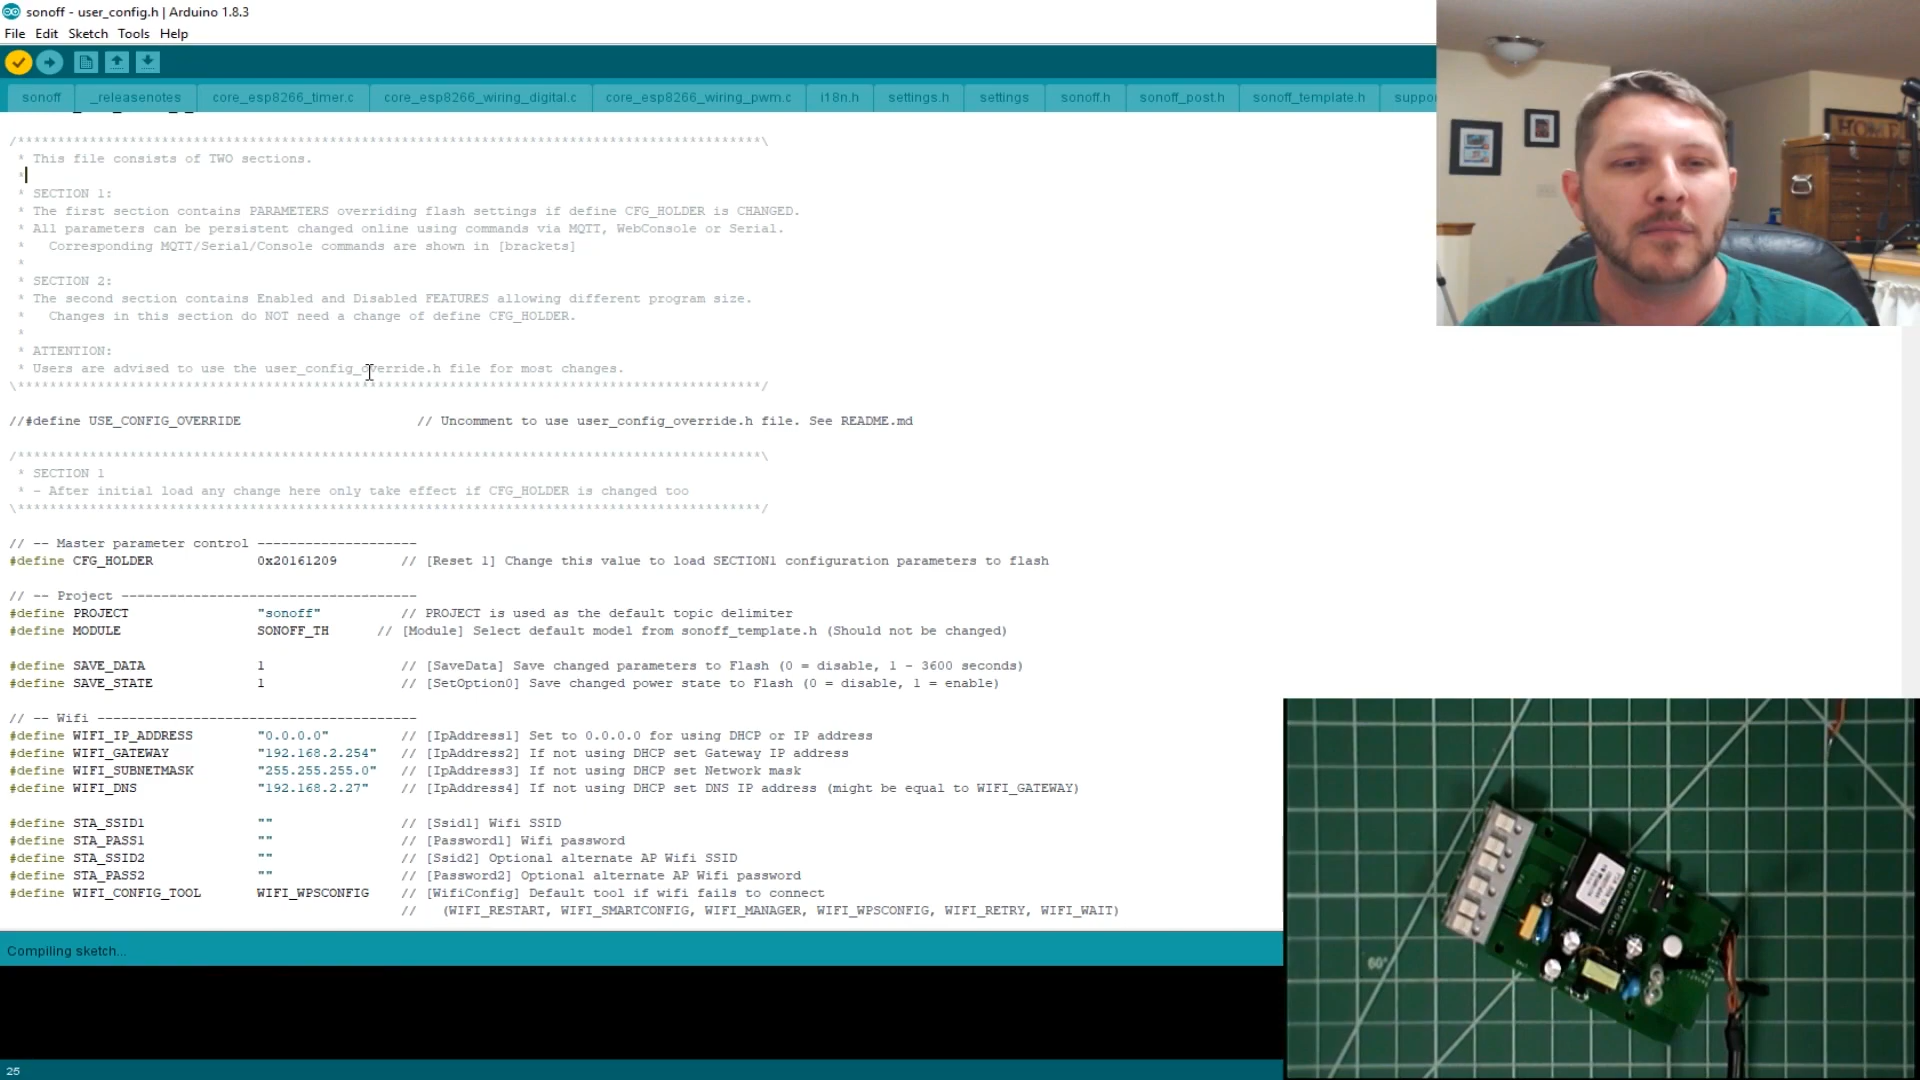 sonoff - user_config.h | Arduino 1.8.3
File Edit Sketch Tools Help
sonoff _releasenotes core_esp8266_timer.c core_esp8266_wiring_digital.c core_esp8266_wiring_pwm.c i18n.h settings.h settings sonoff.h sonoff_post.h sonoff_template.h suppo
/*********************************************************************************************\
* This file consists of TWO sections.
*
* SECTION 1:
* The first section contains PARAMETERS overriding flash settings if define CFG_HOLDER is CHANGED.
* All parameters can be persistent changed online using commands via MQTT, WebConsole or Serial.
* Corresponding MQTT/Serial/Console commands are shown in [brackets]
*
* SECTION 2:
* The second section contains Enabled and Disabled FEATURES allowing different program size.
* Changes in this section do NOT need a change of define CFG_HOLDER.
*
* ATTENTION:
* Users are advised to use the user_config_override.h file for most changes.
\*********************************************************************************************/
//#define USE_CONFIG_OVERRIDE // Uncomment to use user_config_override.h file. See README.md
/*********************************************************************************************\
* SECTION 1
* - After initial load any change here only take effect if CFG_HOLDER is changed too
\*********************************************************************************************/
// -- Master parameter control --------------------
#define CFG_HOLDER 0x20161209 // [Reset 1] Change this value to load SECTION1 configuration parameters to flash
// -- Project -------------------------------------
#define PROJECT "sonoff" // PROJECT is used as the default topic delimiter
#define MODULE SONOFF_TH // [Module] Select default model from sonoff_template.h (Should not be changed)
#define SAVE_DATA 1 // [SaveData] Save changed parameters to Flash (0 = disable, 1 - 3600 seconds)
#define SAVE_STATE 1 // [SetOption0] Save changed power state to Flash (0 = disable, 1 = enable)
// -- Wifi ----------------------------------------
#define WIFI_IP_ADDRESS "0.0.0.0" // [IpAddress1] Set to 0.0.0.0 for using DHCP or IP address
#define WIFI_GATEWAY "192.168.2.254" // [IpAddress2] If not using DHCP set Gateway IP address
#define WIFI_SUBNETMASK "255.255.255.0" // [IpAddress3] If not using DHCP set Network mask
#define WIFI_DNS "192.168.2.27" // [IpAddress4] If not using DHCP set DNS IP address (might be equal to WIFI_GATEWAY)
#define STA_SSID1 "" // [Ssid1] Wifi SSID
#define STA_PASS1 "" // [Password1] Wifi password
#define STA_SSID2 "" // [Ssid2] Optional alternate AP Wifi SSID
#define STA_PASS2 "" // [Password2] Optional alternate AP Wifi password
#define WIFI_CONFIG_TOOL WIFI_WPSCONFIG // [WifiConfig] Default tool if wifi fails to connect
// (WIFI_RESTART, WIFI_SMARTCONFIG, WIFI_MANAGER, WIFI_WPSCONFIG, WIFI_RETRY, WIFI_WAIT)
Compiling sketch...
25
HOME
60°